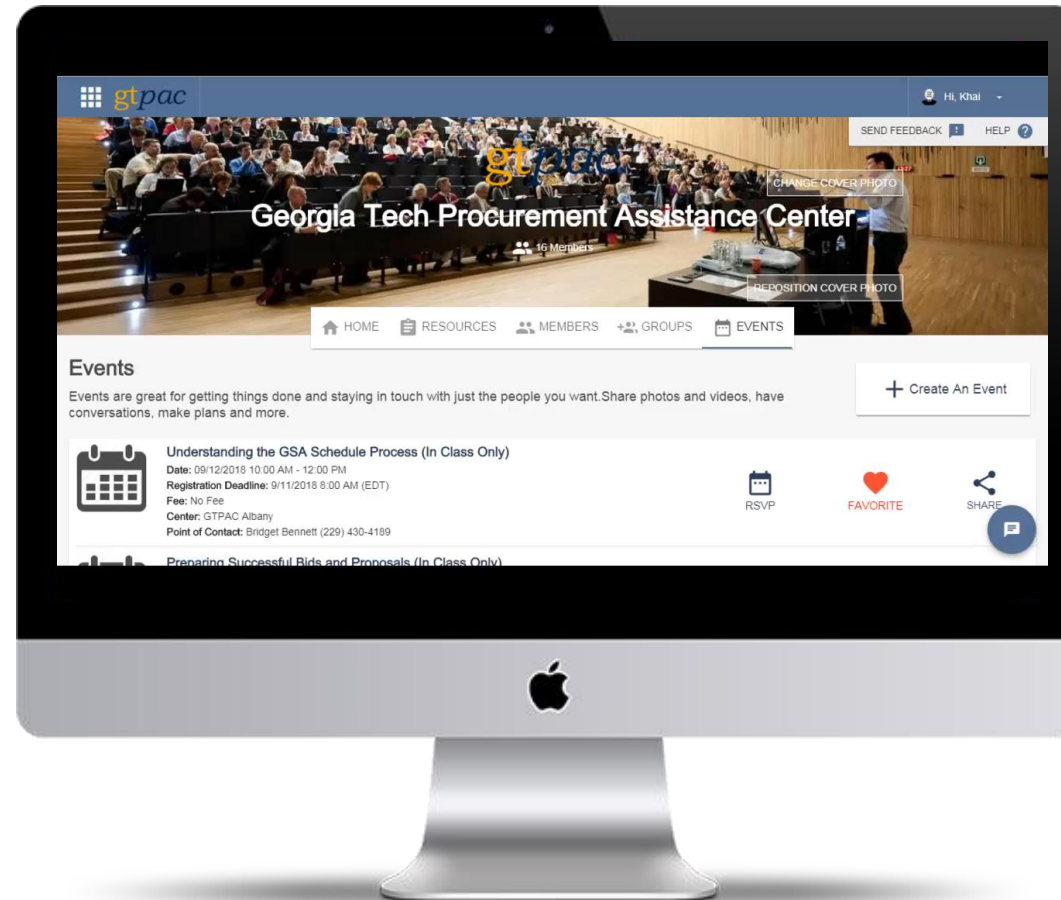 gtpac
Hi, Khai
SEND FEEDBACK
HELP ?
gtpac
CHANGE COVER PHOTO
Georgia Tech Procurement Assistance Center
16 Members
REPOSITION COVER PHOTO
HOME
RESOURCES
MEMBERS
GROUPS
EVENTS
Events
Events are great for getting things done and staying in touch with just the people you want.Share photos and videos, have
conversations, make plans and more.
+ Create An Event
Understanding the GSA Schedule Process (In Class Only)
Date: 09/12/2018 10:00 AM - 12:00 PM
Registration Deadline: 9/11/2018 8:00 AM (EDT)
Fee: No Fee
Center: GTPAC Albany
Point of Contact: Bridget Bennett (229) 430-4189
RSVP
FAVORITE
SHARE
Preparing Successful Bids and Proposals (In Class Only)